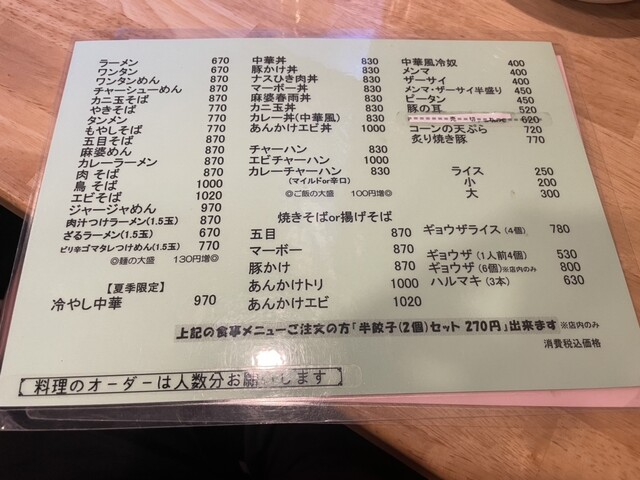 ラーメン 670
ワンタン 670
ワンタンめん 870
チャーシューめん 870
カニ玉そば 870
やきそば 770
タンメン 770
もやしそば 770
五目そば 870
麻婆めん 870
カレーラーメン 870
肉そば 870
鳥そば 1000
エビそば 1020
ジャージャめん 970
肉汁つけラーメン(1.5玉) 870
ざるラーメン(1.5玉) 670
ピリ辛ゴマタレつけめん(1.5玉) 770
◎麺の大盛 130円増◎
【夏季限定】
冷やし中華 970
中華丼 830
豚かけ丼 830
ナスひき肉丼 830
マーボー丼 830
麻婆春雨丼 830
カニ玉丼 830
カレー丼(中華風) 830
あんかけエビ丼 1000
チャーハン 830
エビチャーハン 1000
カレーチャーハン 830
(マイルドor辛口)
◎ご飯の大盛 100円増◎
焼きそばor揚げそば
五目 870
マーボー 870
豚かけ 870
あんかけトリ 1000
あんかけエビ 1020
中華風冷奴 400
メンマ 400
ザーサイ 400
メンマ・ザーサイ半盛り 450
ピータン 450
豚の耳 520
620
コーンの天ぷら 720
炙り焼き豚 770
ライス 250
小 200
大 300
ギョウザライス(4個) 780
ギョウザ(1人前4個) 530
ギョウザ(6個)※店内のみ 800
ハルマキ(3本) 630
上記の食事メニューご注文の方「半餃子(2個)セット 270円」出来ます ※店内のみ
消費税込価格
料理のオーダーは人数分お願いします